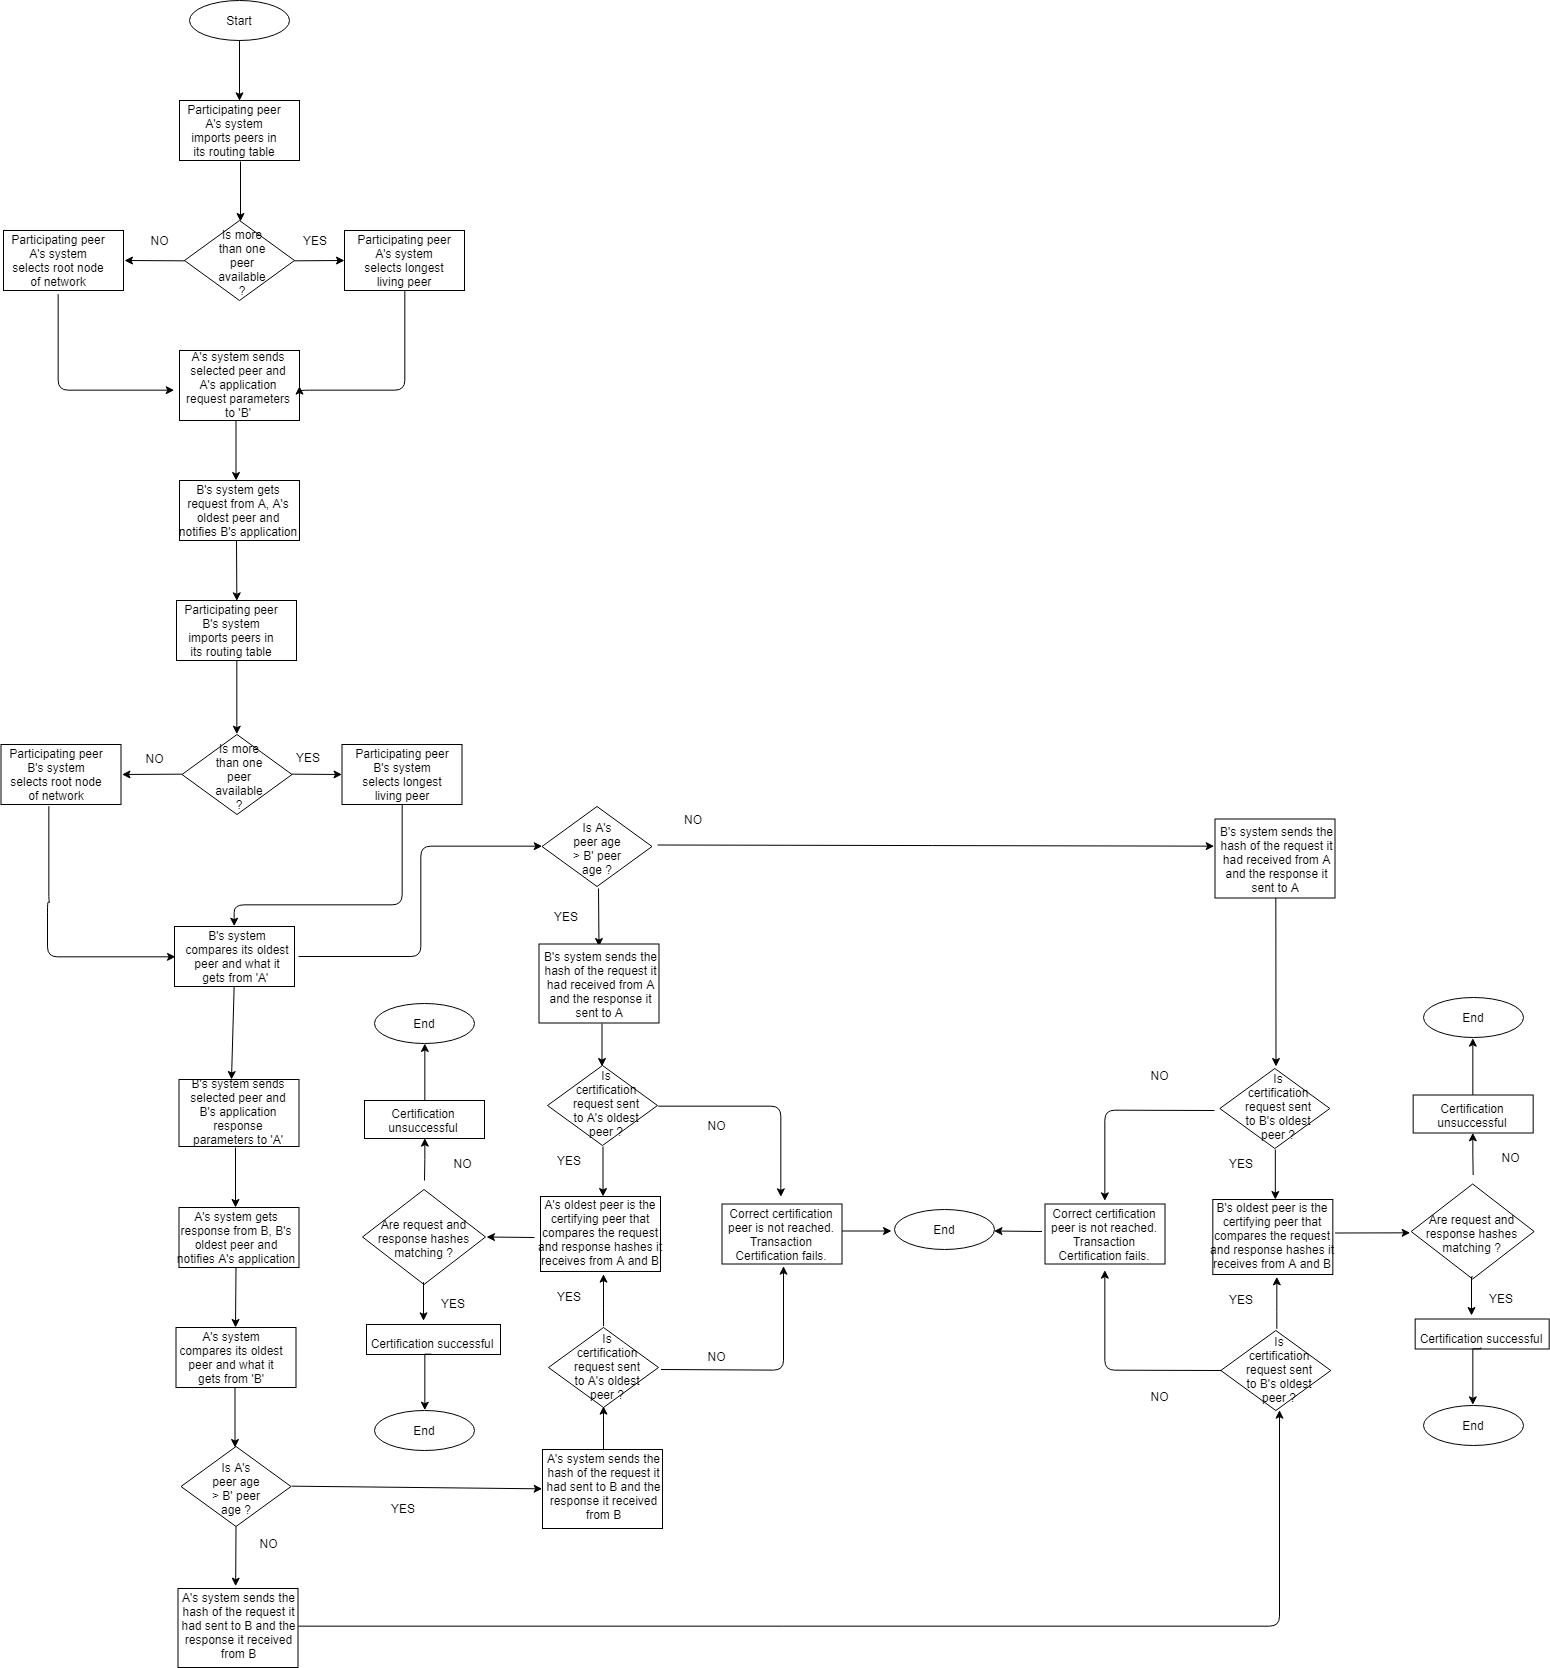 Start
Participating peer
A's system
imports peers in
its routing table
Is more
than one
peer
available
?
NO
YES
Participating peer
A's system
selects root node
of network
Participating peer
A's system
selects longest
living peer
A's system sends
selected peer and
A's application
request parameters
to 'B'
B's system gets
request from A, A's
oldest peer and
notifies B's application
Participating peer
B's system
imports peers in
its routing table
Is more
than one
peer
available
?
NO
YES
Participating peer
B's system
selects root node
of network
Participating peer
B's system
selects longest
living peer
B's system
compares its oldest
peer and what it
gets from 'A'
Is A's
peer age
> B' peer
age ?
NO
YES
B's system sends the
hash of the request it
had received from A
and the response it
sent to A
B's system sends the
hash of the request it
had received from A
and the response it
sent to A
B's system sends
selected peer and
B's application
response
parameters to 'A'
A's system gets
response from B, B's
oldest peer and
notifies A's application
A's system
compares its oldest
peer and what it
gets from 'B'
Is A's
peer age
> B' peer
age ?
YES
NO
A's system sends the
hash of the request it
had sent to B and the
response it received
from B
A's system sends the
hash of the request it
had sent to B and the
response it received
from B
Is
certification
request sent
to A's oldest
peer ?
NO
YES
A's oldest peer is the
certifying peer that
compares the request
and response hashes it
receives from A and B
YES
Is
certification
request sent
to A's oldest
peer ?
NO
End
Certification
unsuccessful
NO
Are request and
response hashes
matching ?
YES
Certification successful
End
Correct certification
peer is not reached.
Transaction
Certification fails.
End
Correct certification
peer is not reached.
Transaction
Certification fails.
NO
Is
certification
request sent
to B's oldest
peer ?
YES
B's oldest peer is the
certifying peer that
compares the request
and response hashes it
receives from A and B
YES
Is
certification
request sent
to B's oldest
peer ?
NO
End
Certification
unsuccessful
NO
Are request and
response hashes
matching ?
YES
Certification successful
End